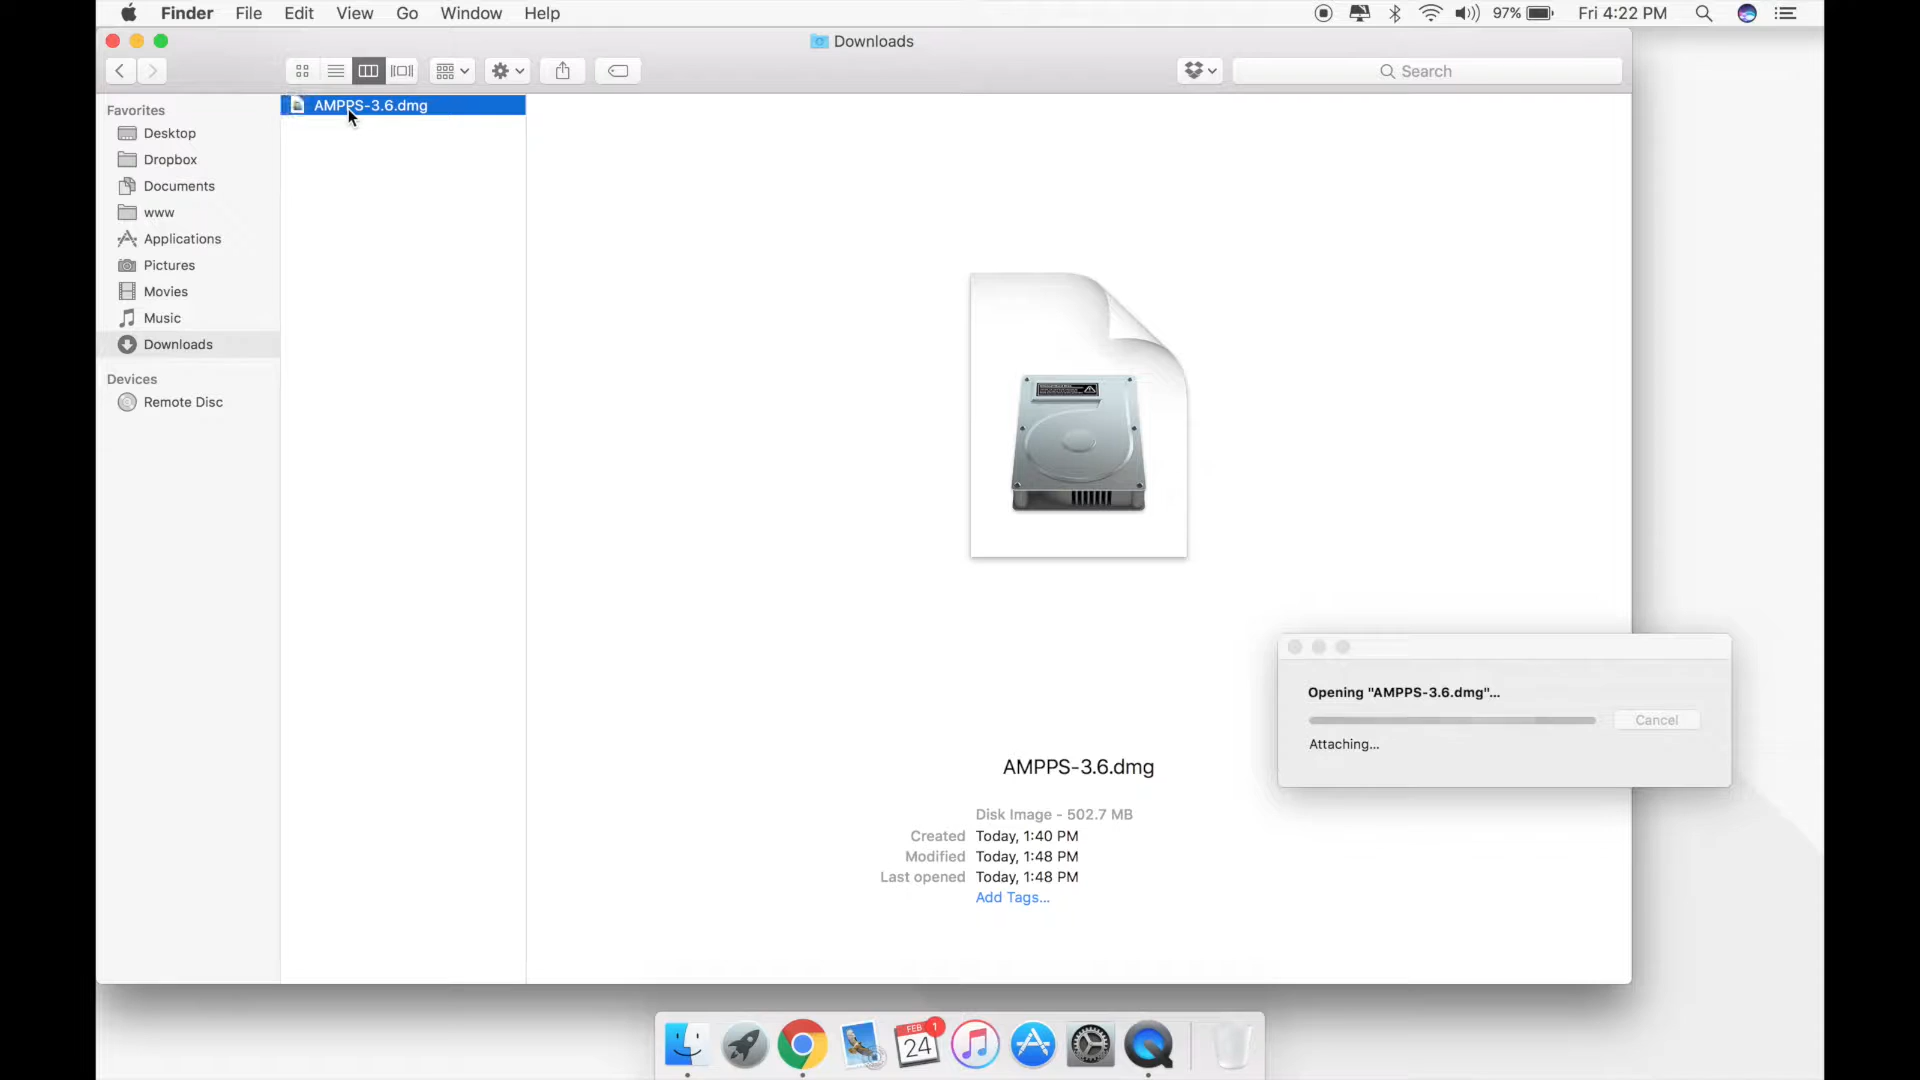 Finder File Edit View Go Window Help 97% Fri 4:22 PM
Downloads
Search
Favorites
Desktop
Dropbox
Documents
www
Applications
Pictures
Movies
Music
Downloads
Devices
Remote Disc
AMPPS-3.6.dmg
Opening "AMPPS-3.6.dmg"...
Cancel
Attaching...
AMPPS-3.6.dmg
Disk Image - 502.7 MB
Created Today, 1:40 PM
Modified Today, 1:48 PM
Last opened Today, 1:48 PM
Add Tags...
FEB 1
24